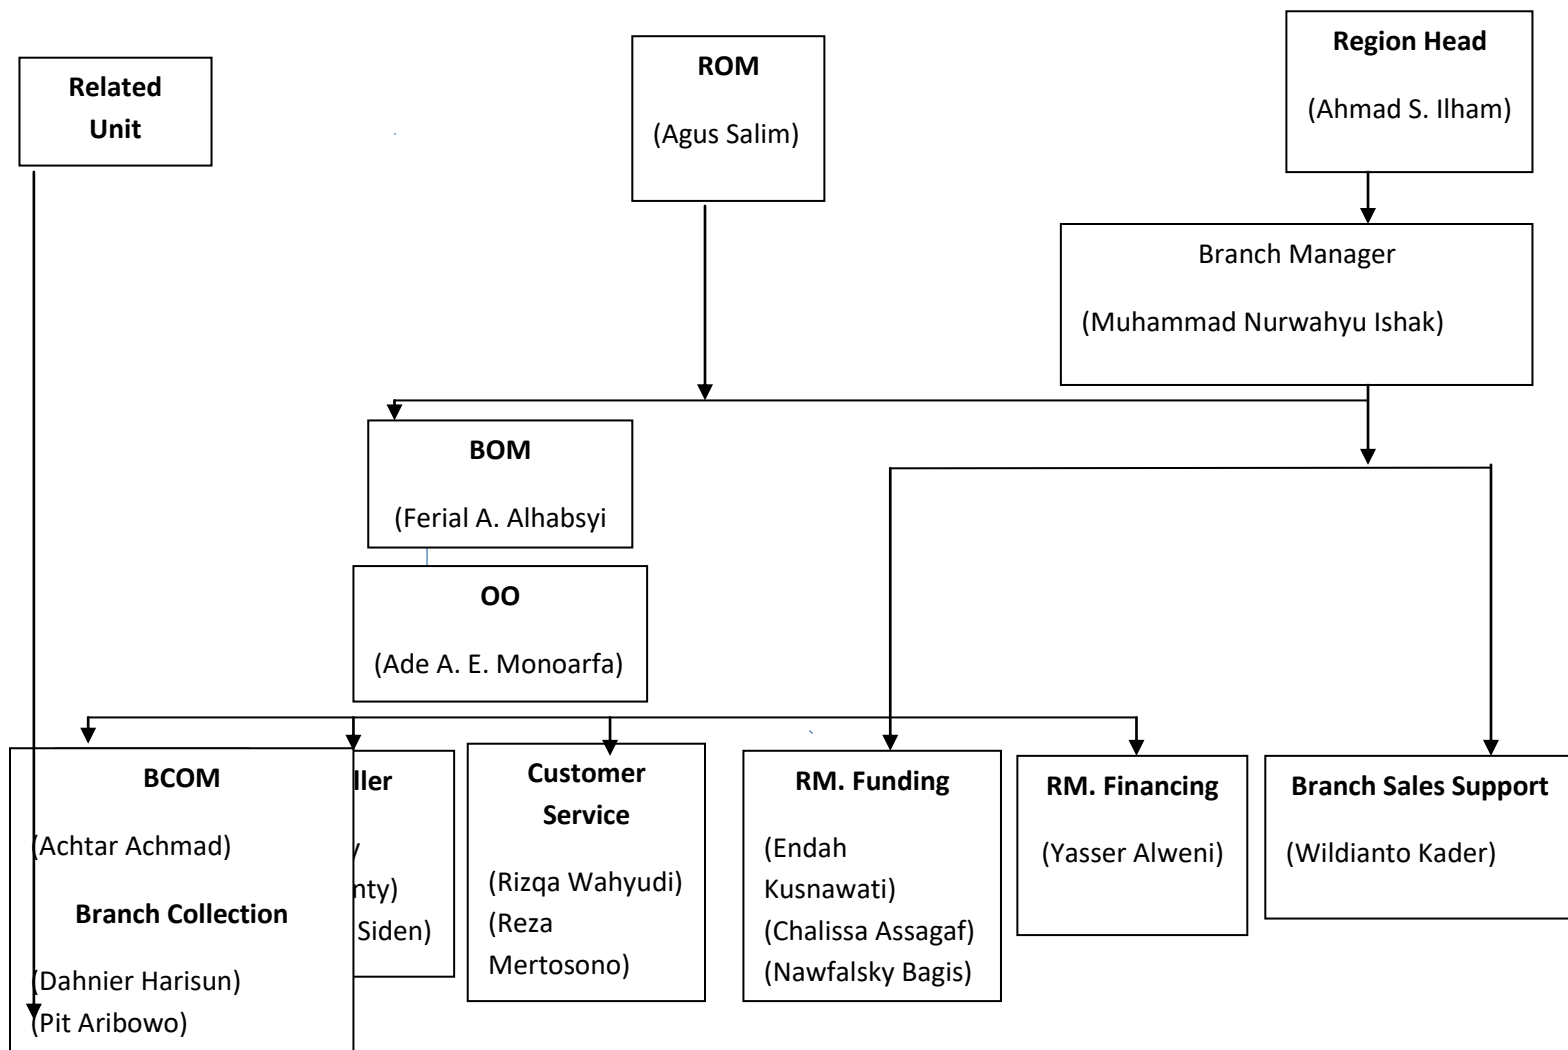 Related
Unit
ROM
(Agus Salim)
Region Head
(Ahmad S. Ilham)
Branch Manager
(Muhammad Nurwahyu Ishak)
BOM
(Ferial A. Alhabsyi
OO
(Ade A. E. Monoarfa)
BCOM
(Achtar Achmad)
Branch Collection
(Dahnier Harisun)
(Pit Aribowo)
Siden)
Customer
Service
(Rizqa Wahyudi)
(Reza
Mertosono)
RM. Funding
(Endah
Kusnawati)
(Chalissa Assagaf)
(Nawfalsky Bagis)
RM. Financing
(Yasser Alweni)
Branch Sales Support
(Wildianto Kader)